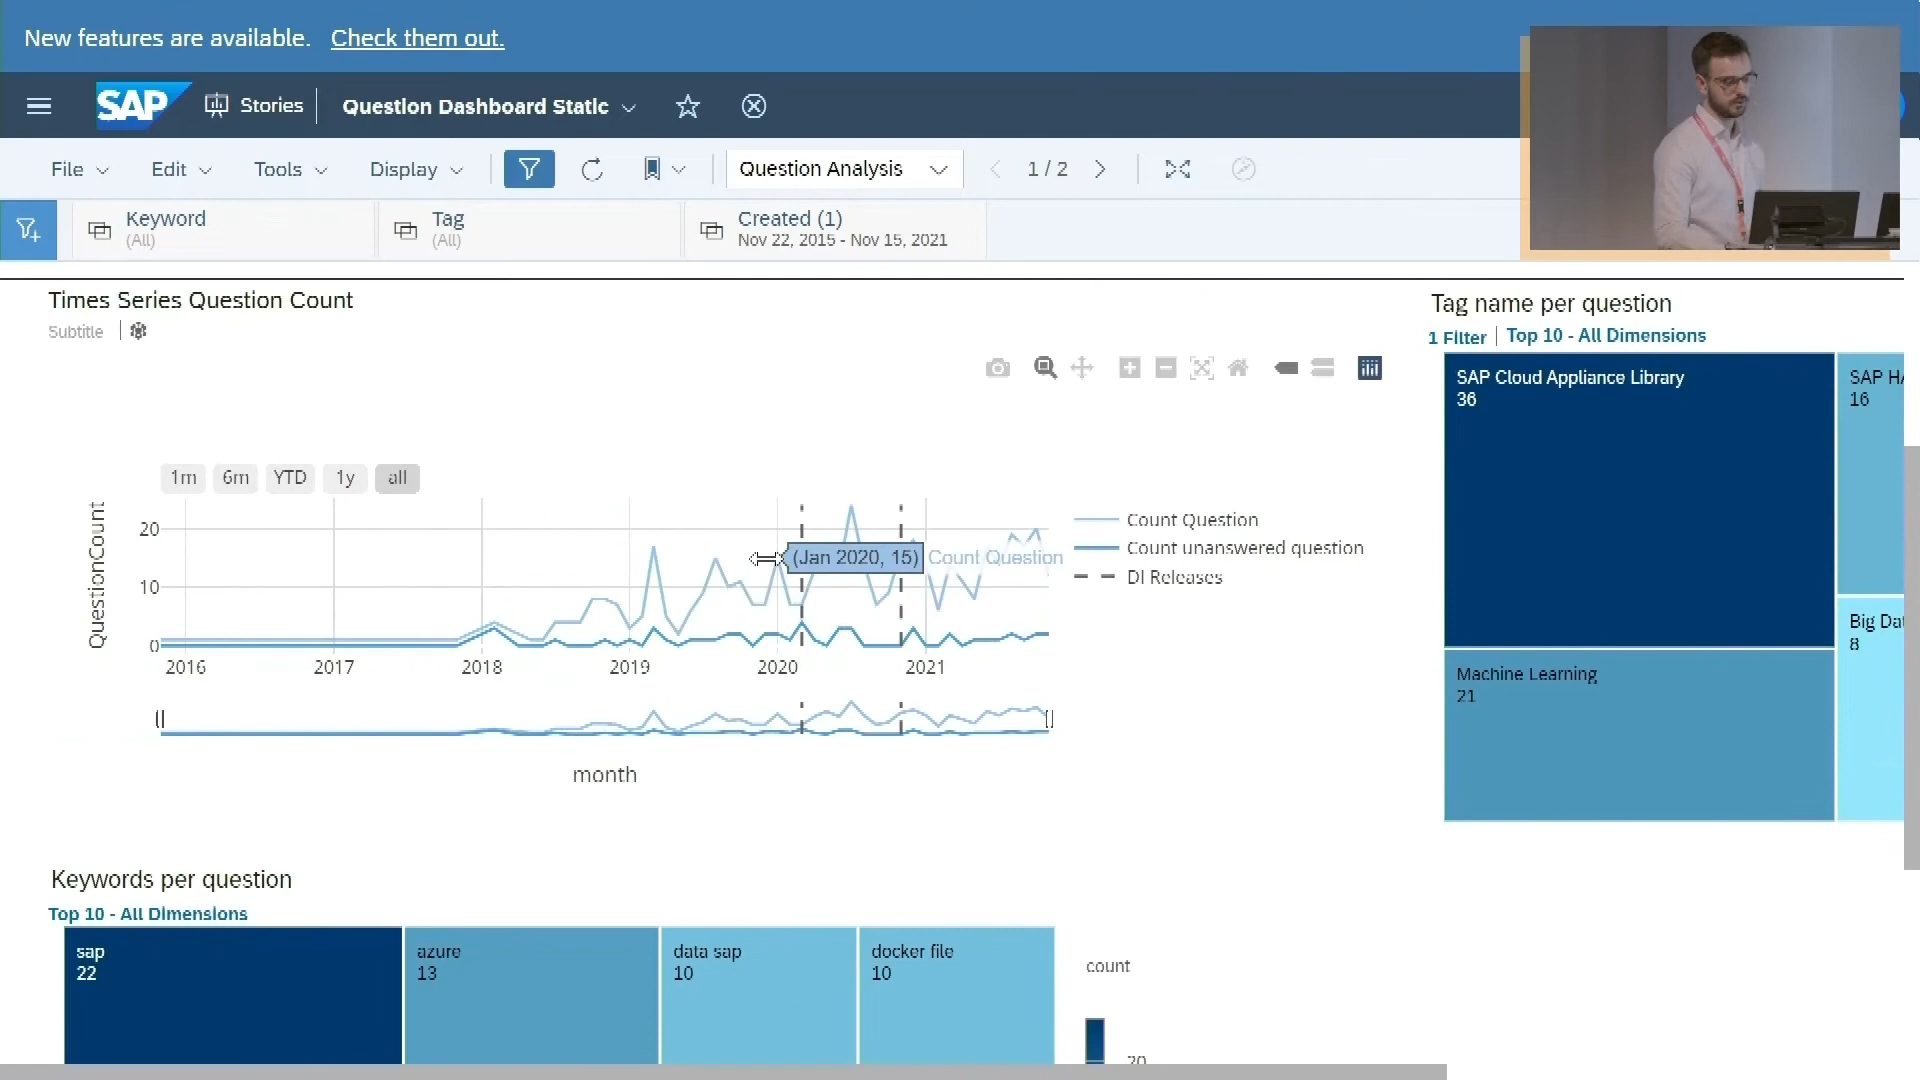 New features are available. Check them out.
SAP Stories Question Dashboard Static
File Edit Tools Display Question Analysis 1 / 2
Keyword
(All)
Tag
(All)
Created (1)
Nov 22, 2015 - Nov 15, 2021
Times Series Question Count
Subtitle
1m 6m YTD 1y all
QuestionCount
20
10
0
2016 2017 2018 2019 2020 2021
(Jan 2020, 15) Count Question
Count Question
Count unanswered question
DI Releases
month
Tag name per question
1 Filter Top 10 - All Dimensions
SAP Cloud Appliance Library
36
SAP HA
16
Machine Learning
21
Big Dat
8
Keywords per question
Top 10 - All Dimensions
sap
22
azure
13
data sap
10
docker file
10
count
20